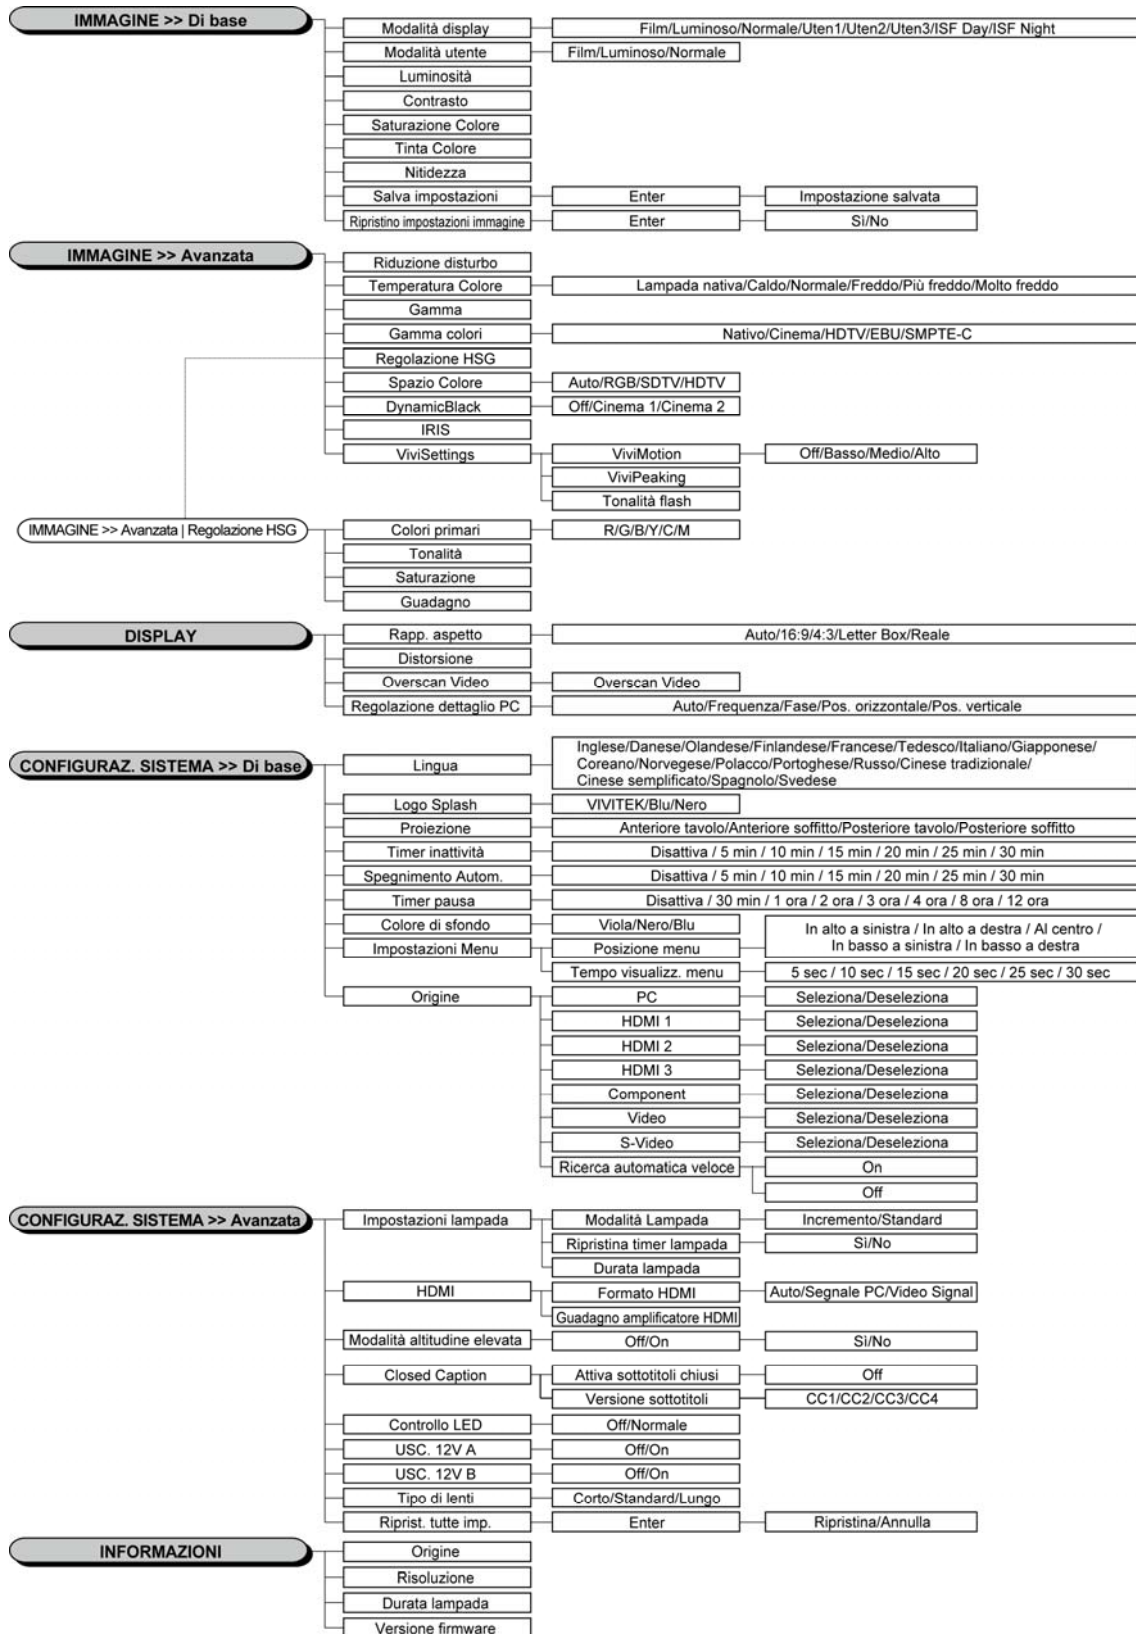 IMMAGINE >> Di base
Modalità display Film/Luminoso/Normale/Uten1/Uten2/Uten3/ISF Day/ISF Night
Modalità utente Film/Luminoso/Normale
Luminosità
Contrasto
Saturazione Colore
Tinta Colore
Nitidezza
Salva impostazioni Enter Impostazione salvata
Ripristino impostazioni immagine Enter Sì/No
IMMAGINE >> Avanzata
Riduzione disturbo
Temperatura Colore Lampada nativa/Caldo/Normale/Freddo/Più freddo/Molto freddo
Gamma
Gamma colori Nativo/Cinema/HDTV/EBU/SMPTE-C
Regolazione HSG
Spazio Colore Auto/RGB/SDTV/HDTV
DynamicBlack Off/Cinema 1/Cinema 2
IRIS
ViviSettings ViviMotion Off/Basso/Medio/Alto
ViviPeaking
Tonalità flash
IMMAGINE >> Avanzata | Regolazione HSG Colori primari R/G/B/Y/C/M
Tonalità
Saturazione
Guadagno
DISPLAY Rapp. aspetto Auto/16:9/4:3/Letter Box/Reale
Distorsione
Overscan Video Overscan Video
Regolazione dettaglio PC Auto/Frequenza/Fase/Pos. orizzontale/Pos. verticale
CONFIGURAZ. SISTEMA >> Di base Lingua
Inglese/Danese/Olandese/Finlandese/Francese/Tedesco/Italiano/Giapponese/
Coreano/Norvegese/Polacco/Portoghese/Russo/Cinese tradizionale/
Cinese semplificato/Spagnolo/Svedese
Logo Splash VIVITEK/Blu/Nero
Proiezione Anteriore tavolo/Anteriore soffitto/Posteriore tavolo/Posteriore soffitto
Timer inattività Disattiva / 5 min / 10 min / 15 min / 20 min / 25 min / 30 min
Spegnimento Autom. Disattiva / 5 min / 10 min / 15 min / 20 min / 25 min / 30 min
Timer pausa Disattiva / 30 min / 1 ora / 2 ora / 3 ora / 4 ora / 8 ora / 12 ora
Colore di sfondo Viola/Nero/Blu
Impostazioni Menu Posizione menu
In alto a sinistra / In alto a destra / Al centro /
In basso a sinistra / In basso a destra
Tempo visualizz. menu 5 sec / 10 sec / 15 sec / 20 sec / 25 sec / 30 sec
Origine PC Seleziona/Deseleziona
HDMI 1 Seleziona/Deseleziona
HDMI 2 Seleziona/Deseleziona
HDMI 3 Seleziona/Deseleziona
Component Seleziona/Deseleziona
Video Seleziona/Deseleziona
S-Video Seleziona/Deseleziona
Ricerca automatica veloce On
Off
CONFIGURAZ. SISTEMA >> Avanzata Impostazioni lampada Modalità Lampada Incremento/Standard
Ripristina timer lampada Sì/No
Durata lampada
HDMI Formato HDMI Auto/Segnale PC/Video Signal
Guadagno amplificatore HDMI
Modalità altitudine elevata Off/On Sì/No
Closed Caption Attiva sottotitoli chiusi Off
Versione sottotitoli CC1/CC2/CC3/CC4
Controllo LED Off/Normale
USC. 12V A Off/On
USC. 12V B Off/On
Tipo di lenti Corto/Standard/Lungo
Riprist. tutte imp. Enter Ripristina/Annulla
INFORMAZIONI Origine
Risoluzione
Durata lampada
Versione firmware